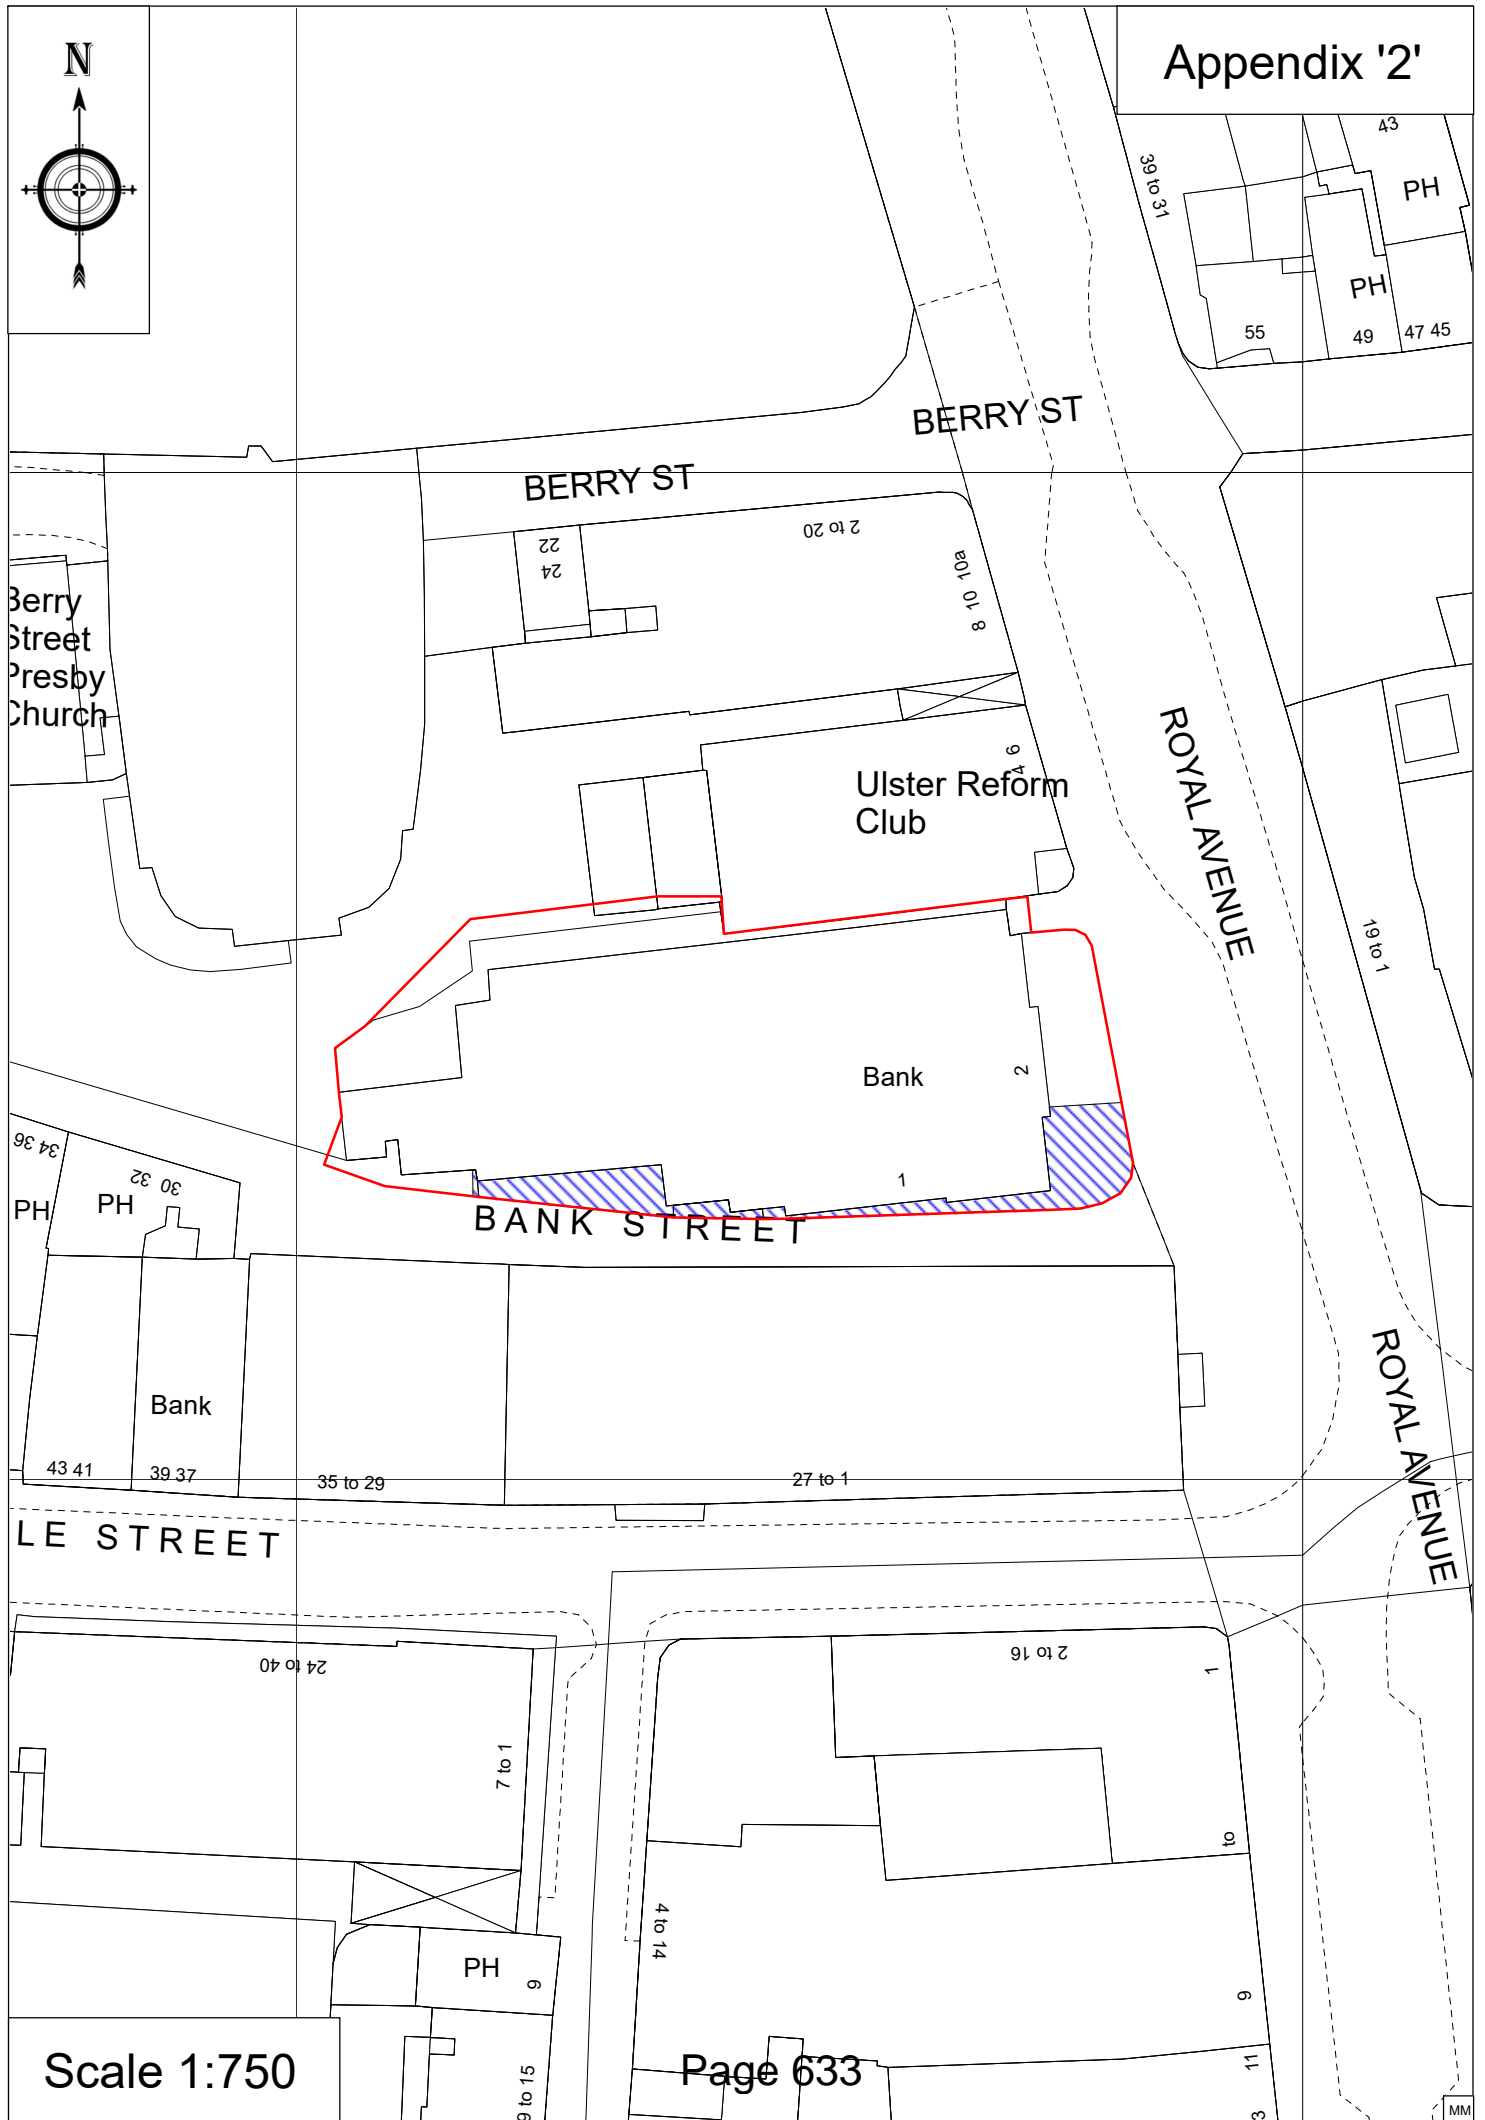 N
Appendix '2'
43
39 to 31
PH
PH
55
49
47 45
BERRY ST
BERRY ST
2 to 20
22
24
8 10 10a
Berry
Street
Presby
Church
ROYAL AVENUE
4 6
Ulster Reform
Club
19 to 1
Bank
2
1
34 36
30 32
PH
PH
BANK STREET
Bank
ROYAL AVENUE
43 41
39 37
35 to 29
27 to 1
LE STREET
24 to 40
2 to 16
1
7 to 1
to
4 to 14
PH
9
9
Scale 1:750
Page 633
9 to 15
11
3
MM